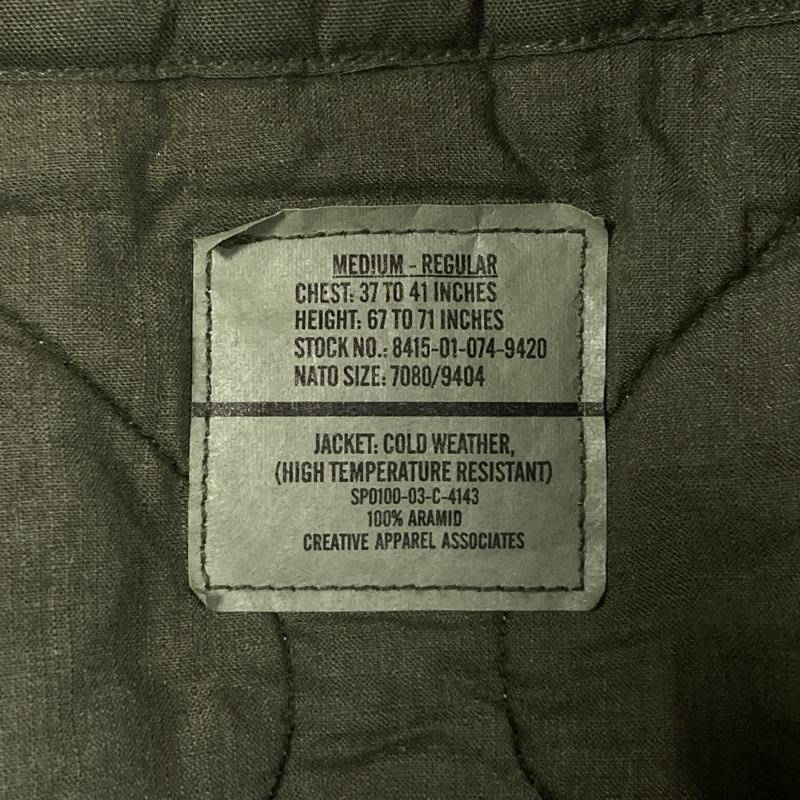 MEDIUM - REGULAR
CHEST: 37 TO 41 INCHES
HEIGHT: 67 TO 71 INCHES
STOCK NO.: 8415-01-074-9420
NATO SIZE: 7080/9404
JACKET: COLD WEATHER,
(HIGH TEMPERATURE RESISTANT)
SP0100-03-C-4143
100% ARAMID
CREATIVE APPAREL ASSOCIATES